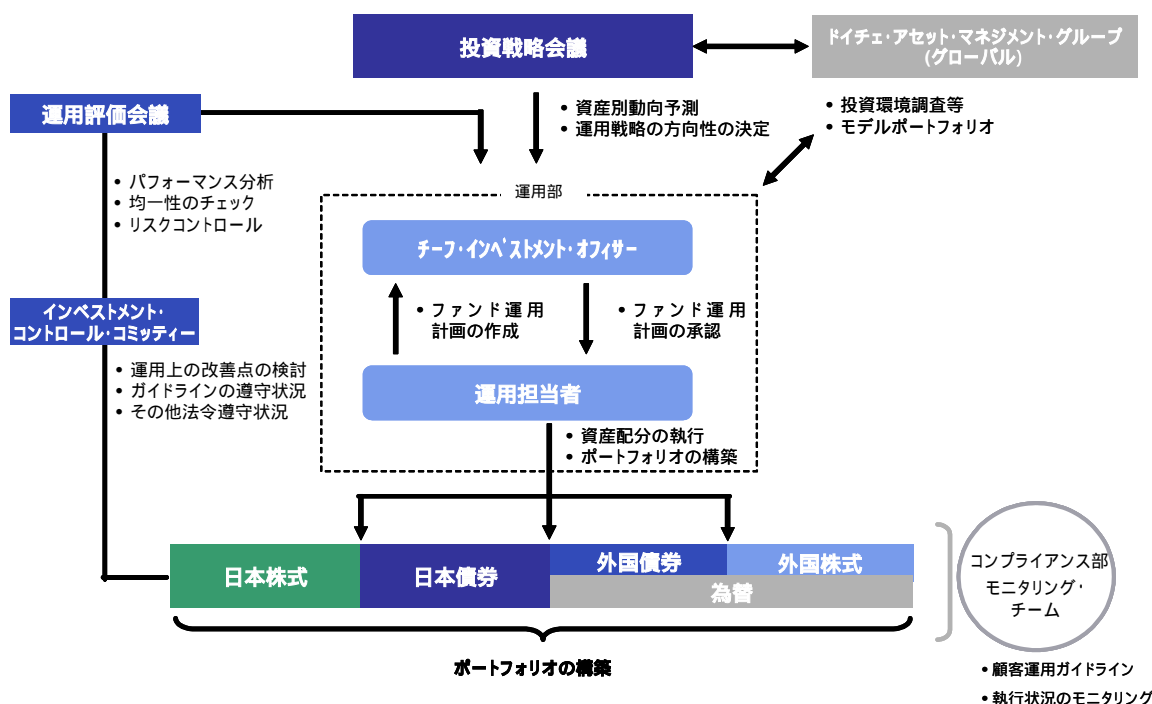 投資戦略会議
ドイチェ・アセット・マネジメント・グループ
(グローバル)
• 資産別動向予測
• 運用戦略の方向性の決定
• 投資環境調査等
• モデルポートフォリオ
運用評価会議
• パフォーマンス分析
• 均一性のチェック
• リスクコントロール
運用部
チーフ・インベストメント・オフィサー
• ファンド運用
計画の作成
• ファンド運用
計画の承認
インベストメント・
コントロール・コミッティー
• 運用上の改善点の検討
• ガイドラインの遵守状況
• その他法令遵守状況
運用担当者
• 資産配分の執行
• ポートフォリオの構築
日本株式
日本債券
外国債券
外国株式
為替
ポートフォリオの構築
コンプライアンス部
モニタリング・
チーム
• 顧客運用ガイドライン
• 執行状況のモニタリング